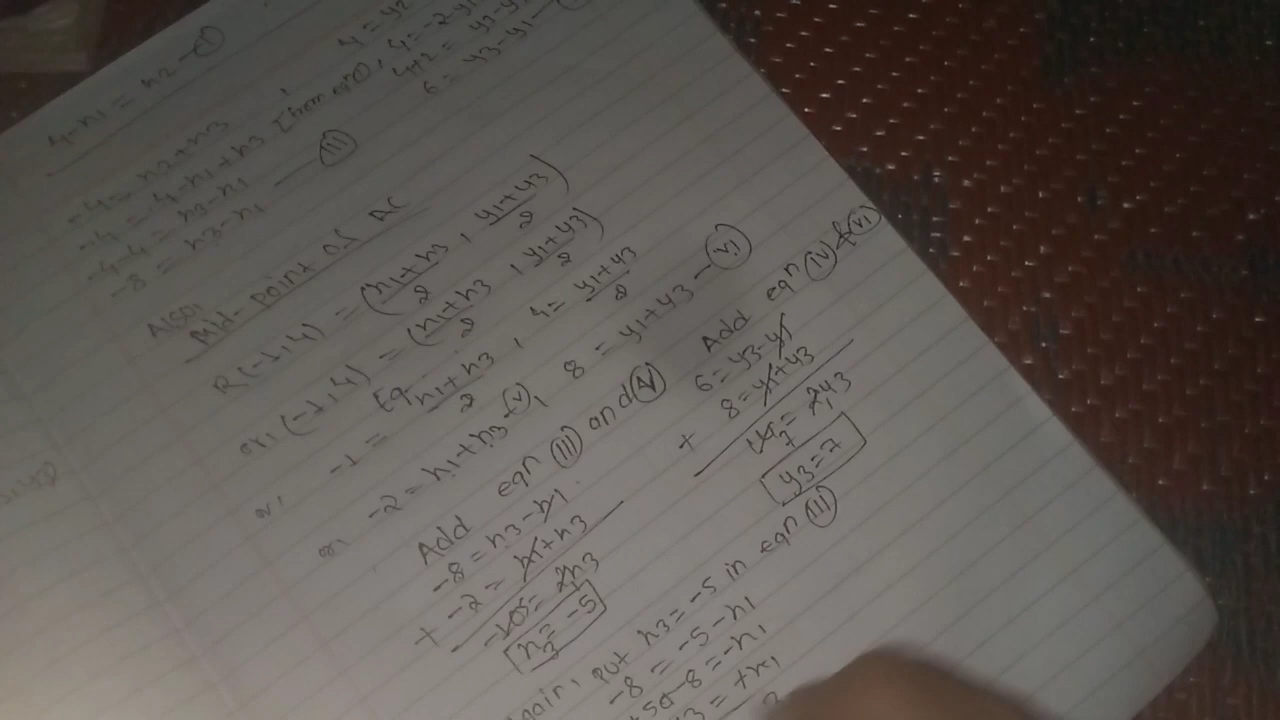 4-x1 = x2 - (I)
4 = y2
-4 = x2+x3
-4 = 4-x1+x3 [from eqn(I)], 4 = -2-y1
-4-4 = x3-x1
4+2 = y3-y
-8 = x3-x1 — (III)
6 = y3-y1
Also,
Mid-Point of AC
R(-1,4) = (x1+x3/2, y1+y3/2)
or, (-1,4) = (x1+x3/2, y1+y3/2)
Eq,
or, -1 = x1+x3/2, 4 = y1+y3/2
or, -2 = x1+x3 -(V), 8 = y1+y3 - (VI)
Add eqn (III) and (V)
-8 = x3-x1
+ -2 = x1+x3
-10 = 2x3
x3 = -5
Add eqn (IV) & (VI)
6 = y3-y1
+ 8 = y1+y3
14 = 2y3
y3 = 7
put x3 = -5 in eqn (III)
-8 = -5-x1
-8 = -x1
= +x1